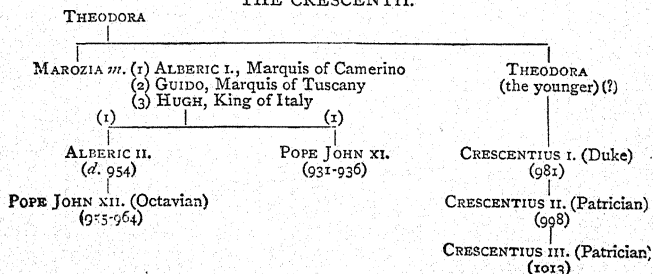 THE CRESCENTII.
THEODORA
MAROZIA m. (1) ALBERIC I., Marquis of Camerino
(2) GUIDO, Marquis of Tuscany
(3) HUGH, King of Italy
THEODORA
(the younger) (?)
(1) (1)
ALBERIC II.
(d. 954)
POPE JOHN XI.
(931-936)
CRESCENTIUS I. (Duke)
(981)
POPE JOHN XII. (Octavian)
(955-964)
CRESCENTIUS II. (Patrician)
(998)
CRESCENTIUS III. (Patrician)
(1013)